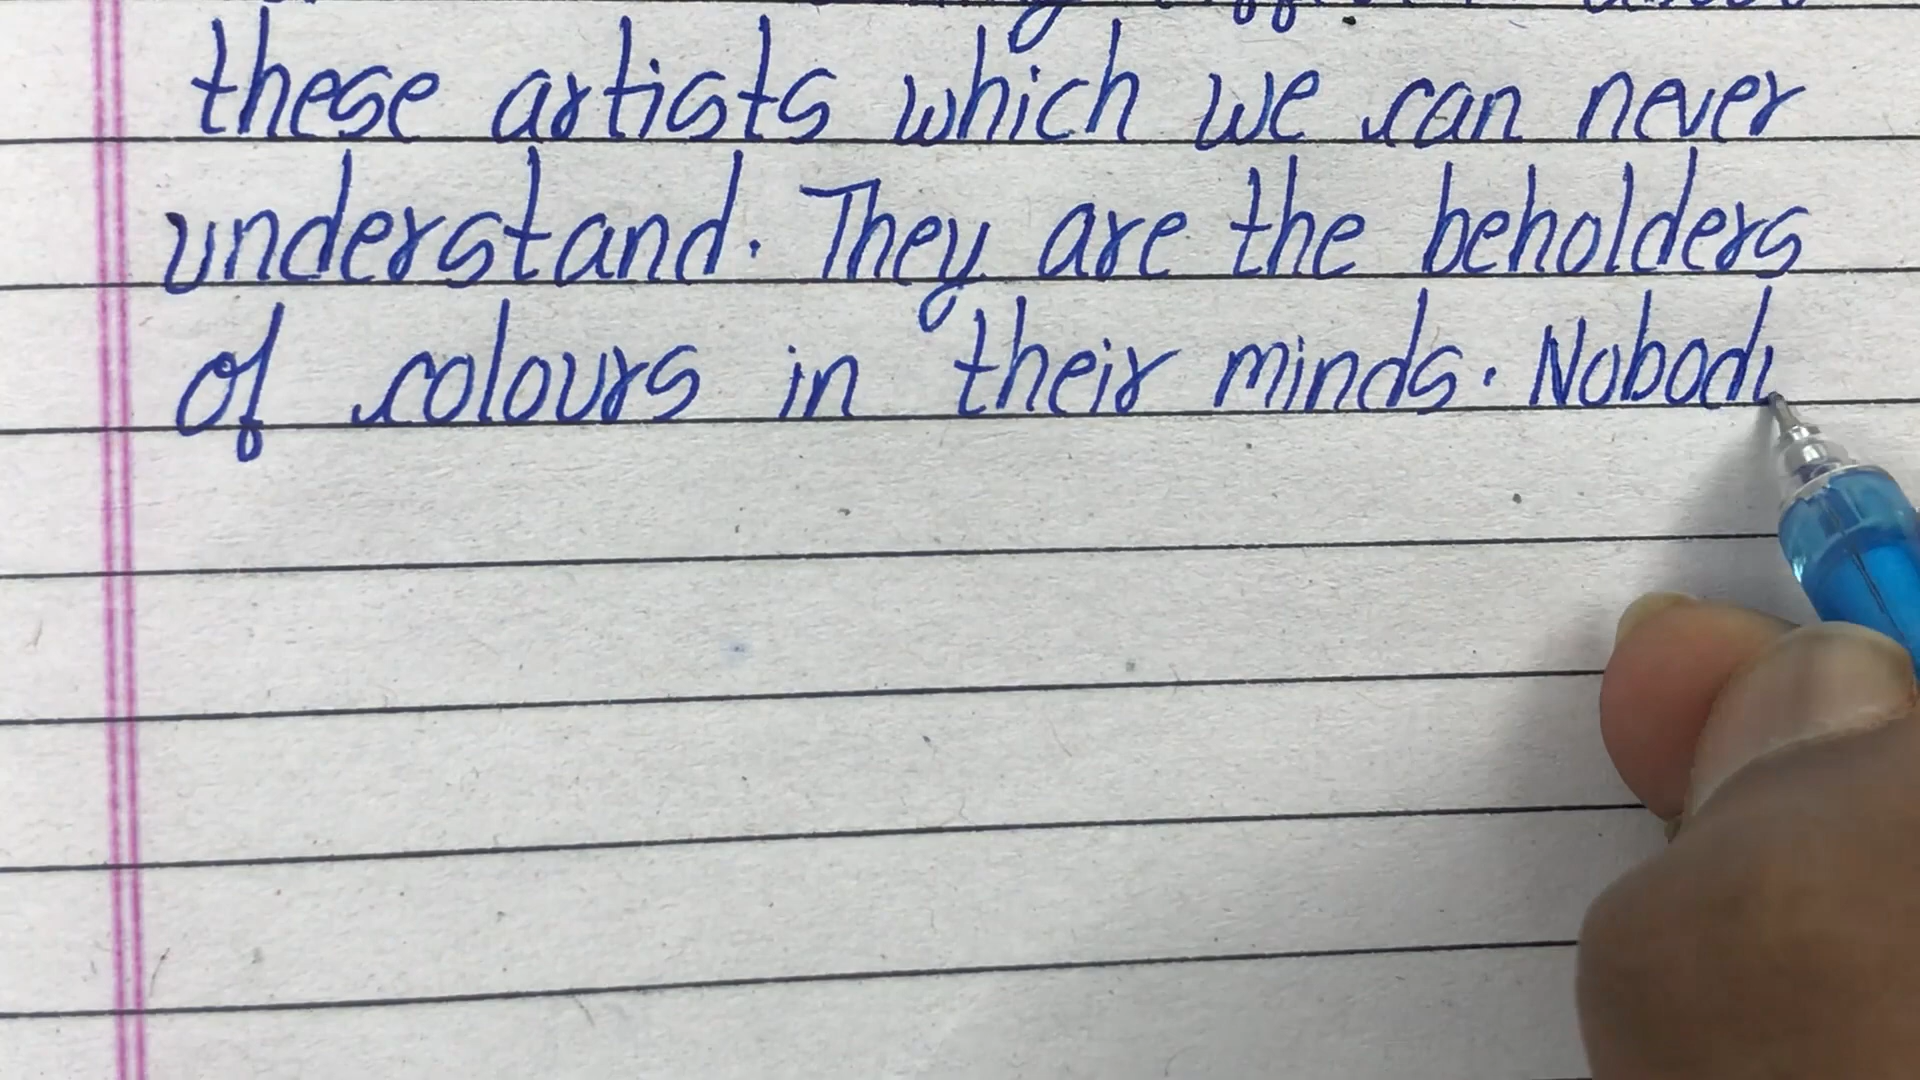 these artists which we can never
understand. They are the beholders
of colours in their minds. Nobod